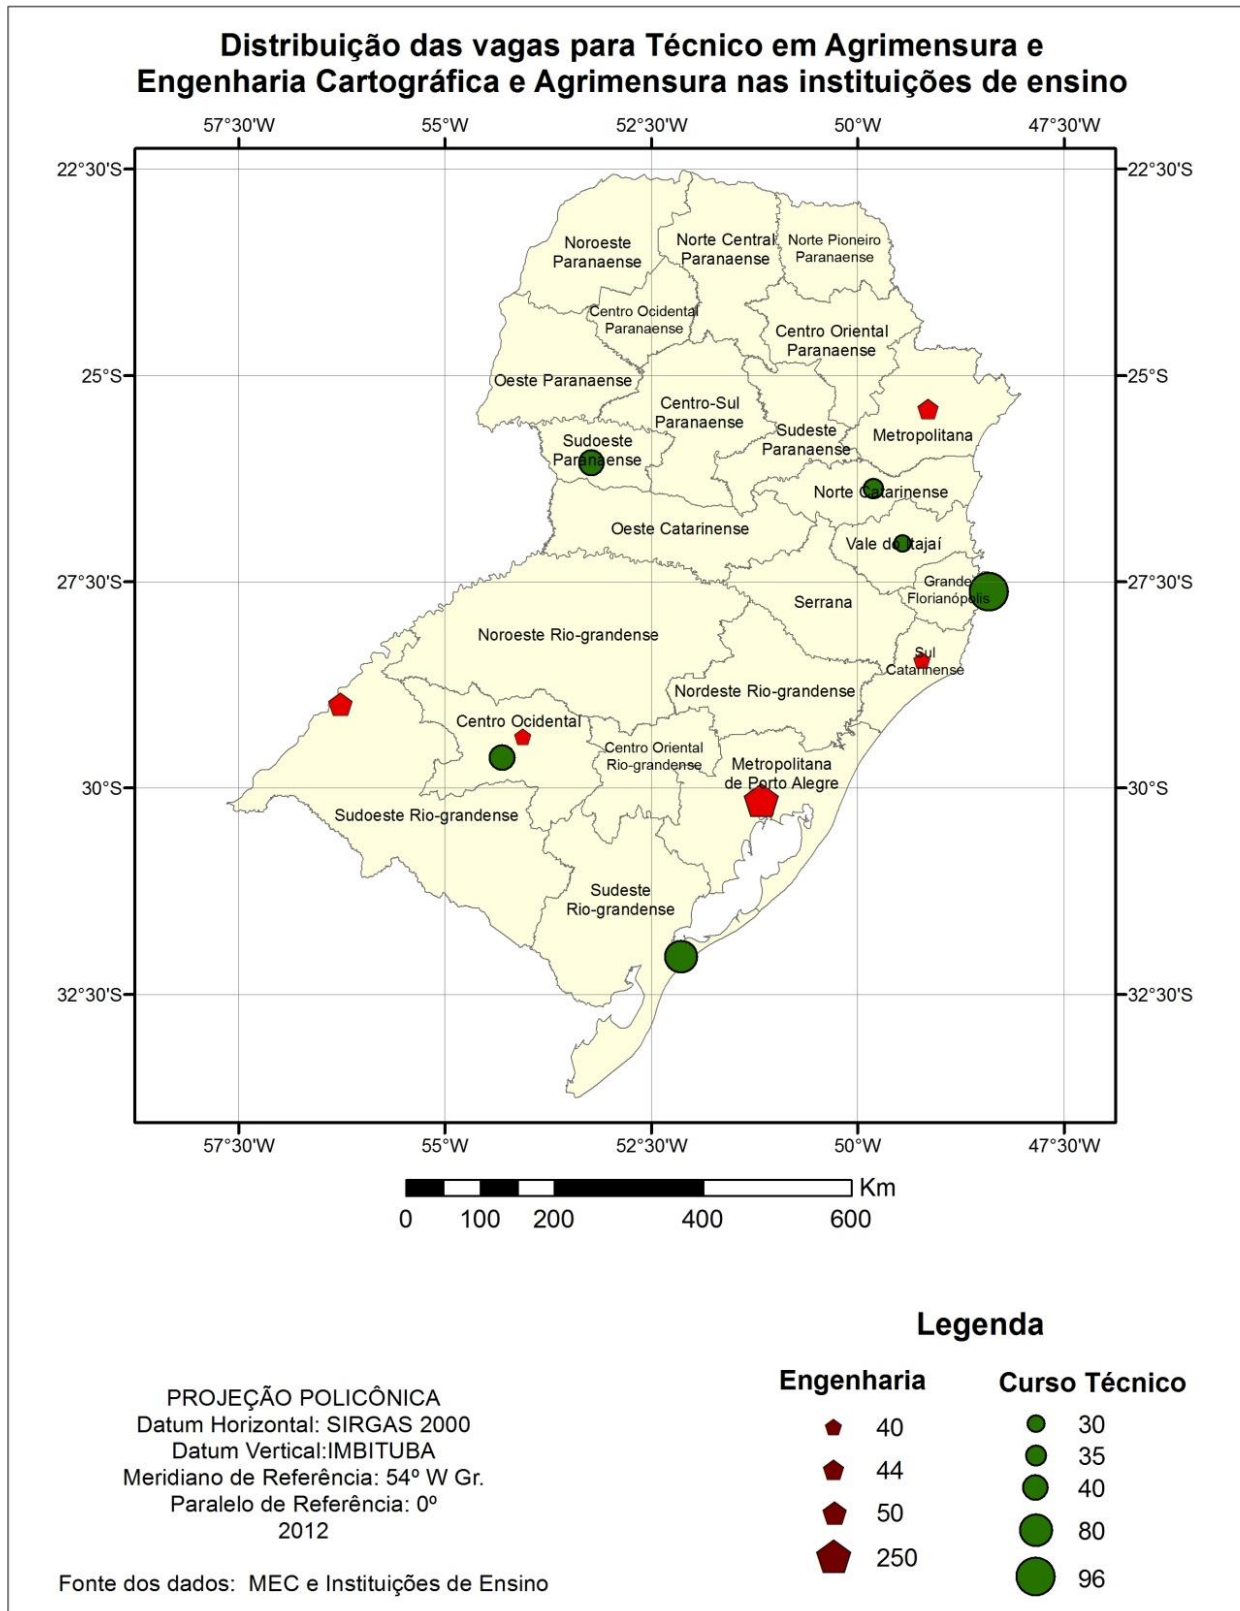 Distribuição das vagas para Técnico em Agrimensura e
Engenharia Cartográfica e Agrimensura nas instituições de ensino
57°30'W 55°W 52°30'W 50°W 47°30'W
22°30'S 22°30'S
Noroeste
Paranaense
Norte Central
Paranaense
Norte Pioneiro
Paranaense
Centro Ocidental
Paranaense
Centro Oriental
Paranaense
25°S 25°S
Oeste Paranaense
Centro-Sul
Paranaense
Sudeste
Paranaense
Metropolitana
Sudoeste
Paranaense
Norte Catarinense
Oeste Catarinense
Vale do Itajaí
27°30'S 27°30'S
Grande
Florianópolis
Serrana
Noroeste Rio-grandense
Sul
Catarinense
Nordeste Rio-grandense
Centro Ocidental
Centro Oriental
Rio-grandense
Metropolitana
de Porto Alegre
30°S 30°S
Sudoeste Rio-grandense
Sudeste
Rio-grandense
32°30'S 32°30'S
57°30'W 55°W 52°30'W 50°W 47°30'W
Km
0 100 200 400 600
Legenda
Engenharia
40
44
50
250
Curso Técnico
30
35
40
80
96
PROJEÇÃO POLICÔNICA
Datum Horizontal: SIRGAS 2000
Datum Vertical:IMBITUBA
Meridiano de Referência: 54º W Gr.
Paralelo de Referência: 0º
2012
Fonte dos dados: MEC e Instituições de Ensino